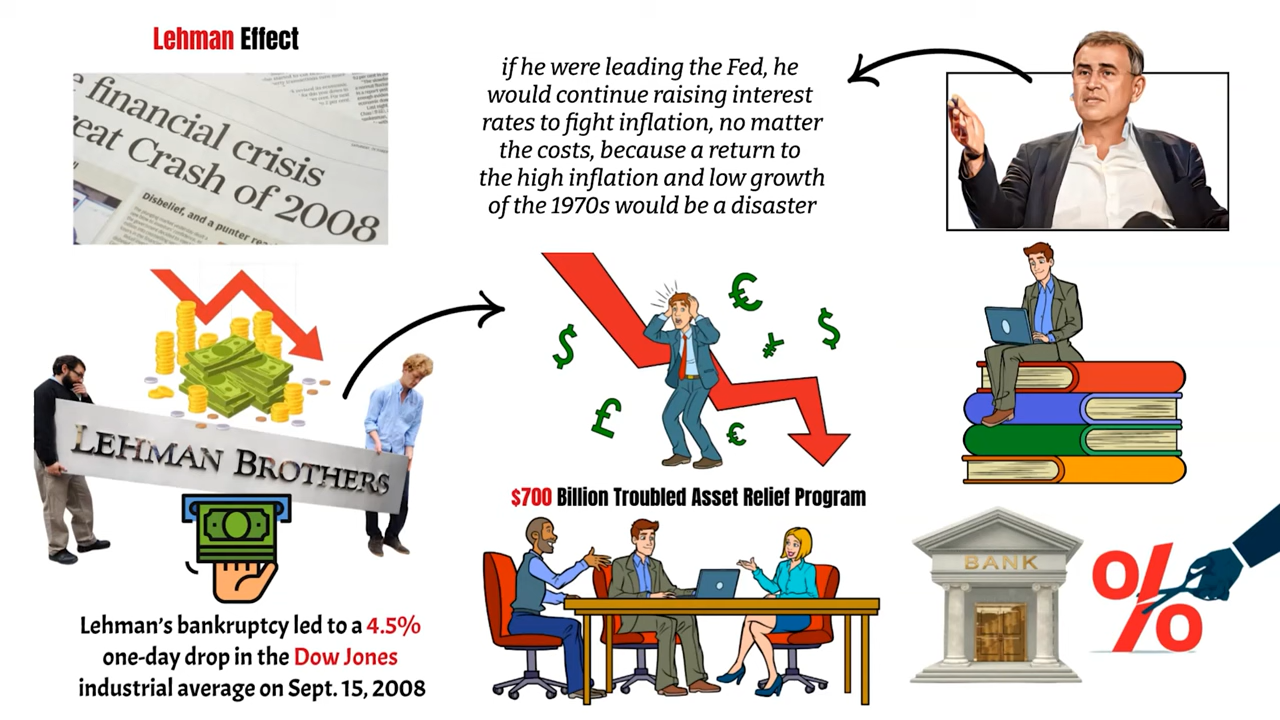 Lehman Effect
e financial crisis
reat Crash of 2008
Disbelief, and a punter rea
if he were leading the Fed, he
would continue raising interest
rates to fight inflation, no matter
the costs, because a return to
the high inflation and low growth
of the 1970s would be a disaster
LEHMAN BROTHERS
$ € ¥ $ £ €
$700 Billion Troubled Asset Relief Program
Lehman's bankruptcy led to a 4.5%
one-day drop in the Dow Jones
industrial average on Sept. 15, 2008
BANK
%